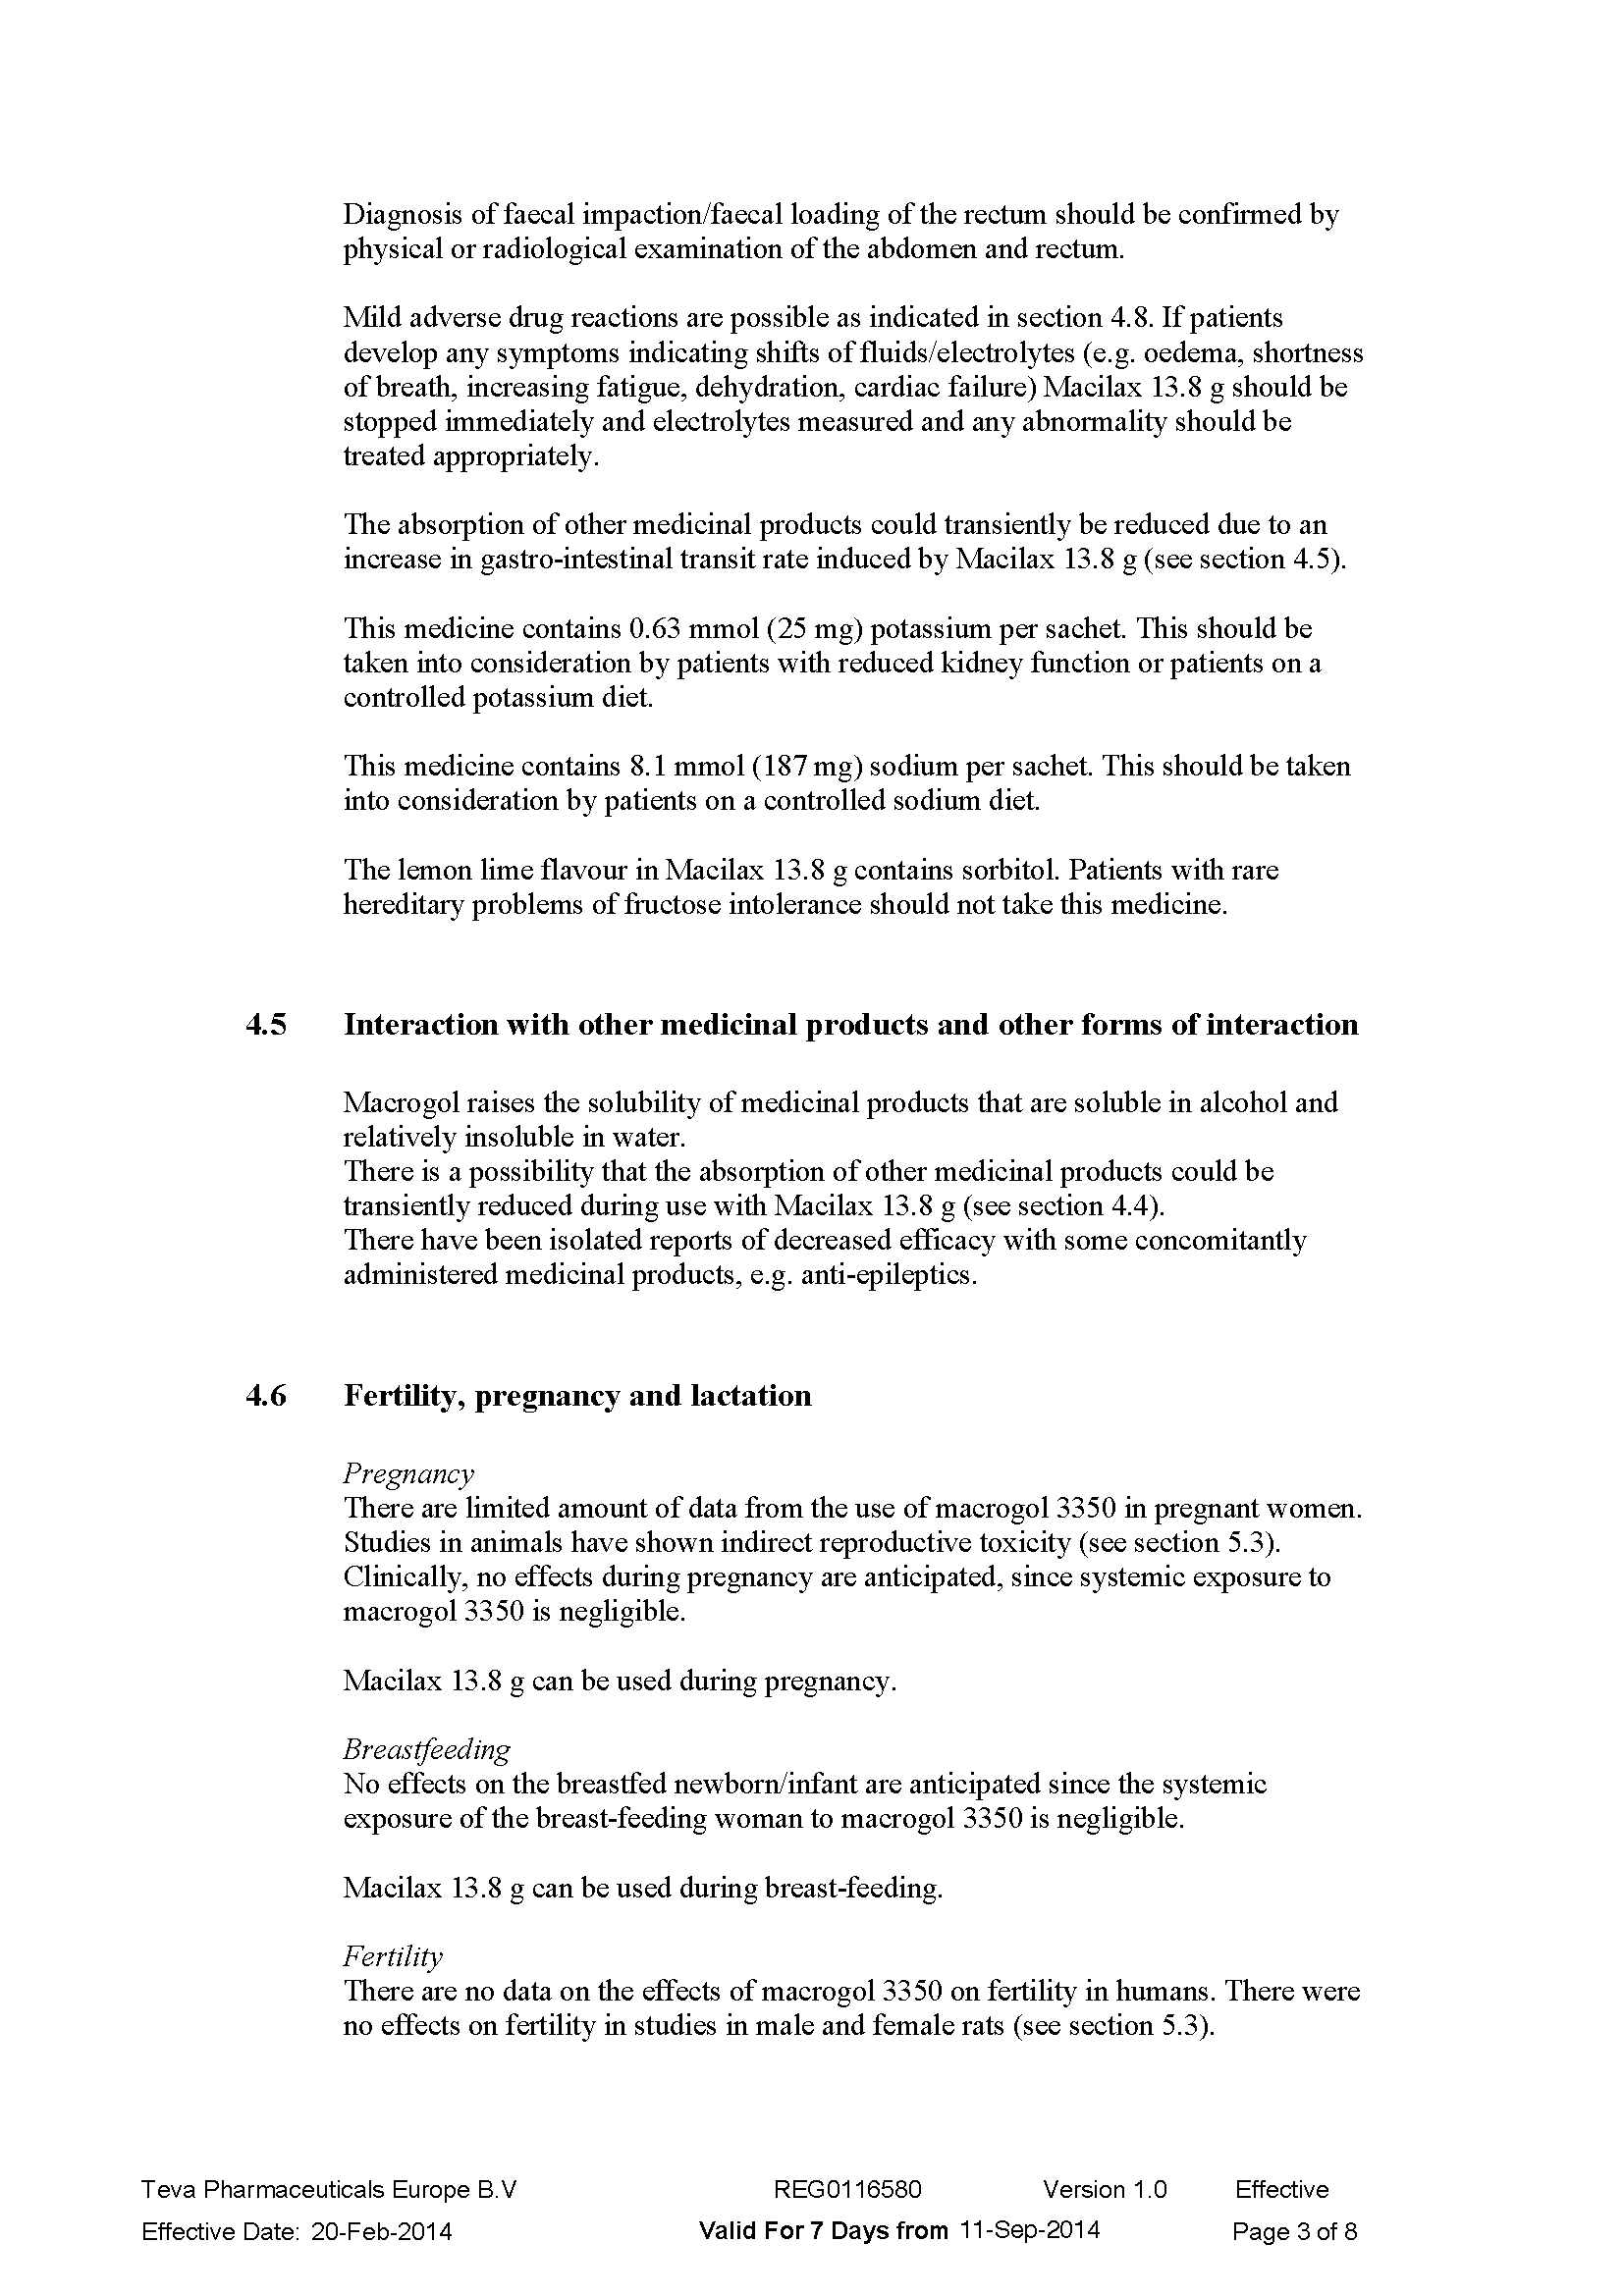 Diagnosis of faecal impaction/faecal loading of the rectum should be confirmed by
physical or radiological examination of the abdomen and rectum.
Mild adverse drug reactions are possible as indicated in section 4.8. If patients
develop any symptoms indicating shifts of fluids/electrolytes (e.g. oedema, shortness
of breath, increasing fatigue, dehydration, cardiac failure) Macilax 13.8 g should be
stopped immediately and electrolytes measured and any abnormality should be
treated appropriately.
The absorption of other medicinal products could transiently be reduced due to an
increase in gastro-intestinal transit rate induced by Macilax 13.8 g (see section 4.5).
This medicine contains 0.63 mmol (25 mg) potassium per sachet. This should be
taken into consideration by patients with reduced kidney function or patients on a
controlled potassium diet.
This medicine contains 8.1 mmol (187 mg) sodium per sachet. This should be taken
into consideration by patients on a controlled sodium diet.
The lemon lime flavour in Macilax 13.8 g contains sorbitol. Patients with rare
hereditary problems of fructose intolerance should not take this medicine.
4.5 Interaction with other medicinal products and other forms of interaction
Macrogol raises the solubility of medicinal products that are soluble in alcohol and
relatively insoluble in water.
There is a possibility that the absorption of other medicinal products could be
transiently reduced during use with Macilax 13.8 g (see section 4.4).
There have been isolated reports of decreased efficacy with some concomitantly
administered medicinal products, e.g. anti-epileptics.
4.6 Fertility, pregnancy and lactation
Pregnancy
There are limited amount of data from the use of macrogol 3350 in pregnant women.
Studies in animals have shown indirect reproductive toxicity (see section 5.3).
Clinically, no effects during pregnancy are anticipated, since systemic exposure to
macrogol 3350 is negligible.
Macilax 13.8 g can be used during pregnancy.
Breastfeeding
No effects on the breastfed newborn/infant are anticipated since the systemic
exposure of the breast-feeding woman to macrogol 3350 is negligible.
Macilax 13.8 g can be used during breast-feeding.
Fertility
There are no data on the effects of macrogol 3350 on fertility in humans. There were
no effects on fertility in studies in male and female rats (see section 5.3).
Teva Pharmaceuticals Europe B.V REG0116580 Version 1.0 Effective
Effective Date: 20-Feb-2014 Valid For 7 Days from 11-Sep-2014 Page 3 of 8